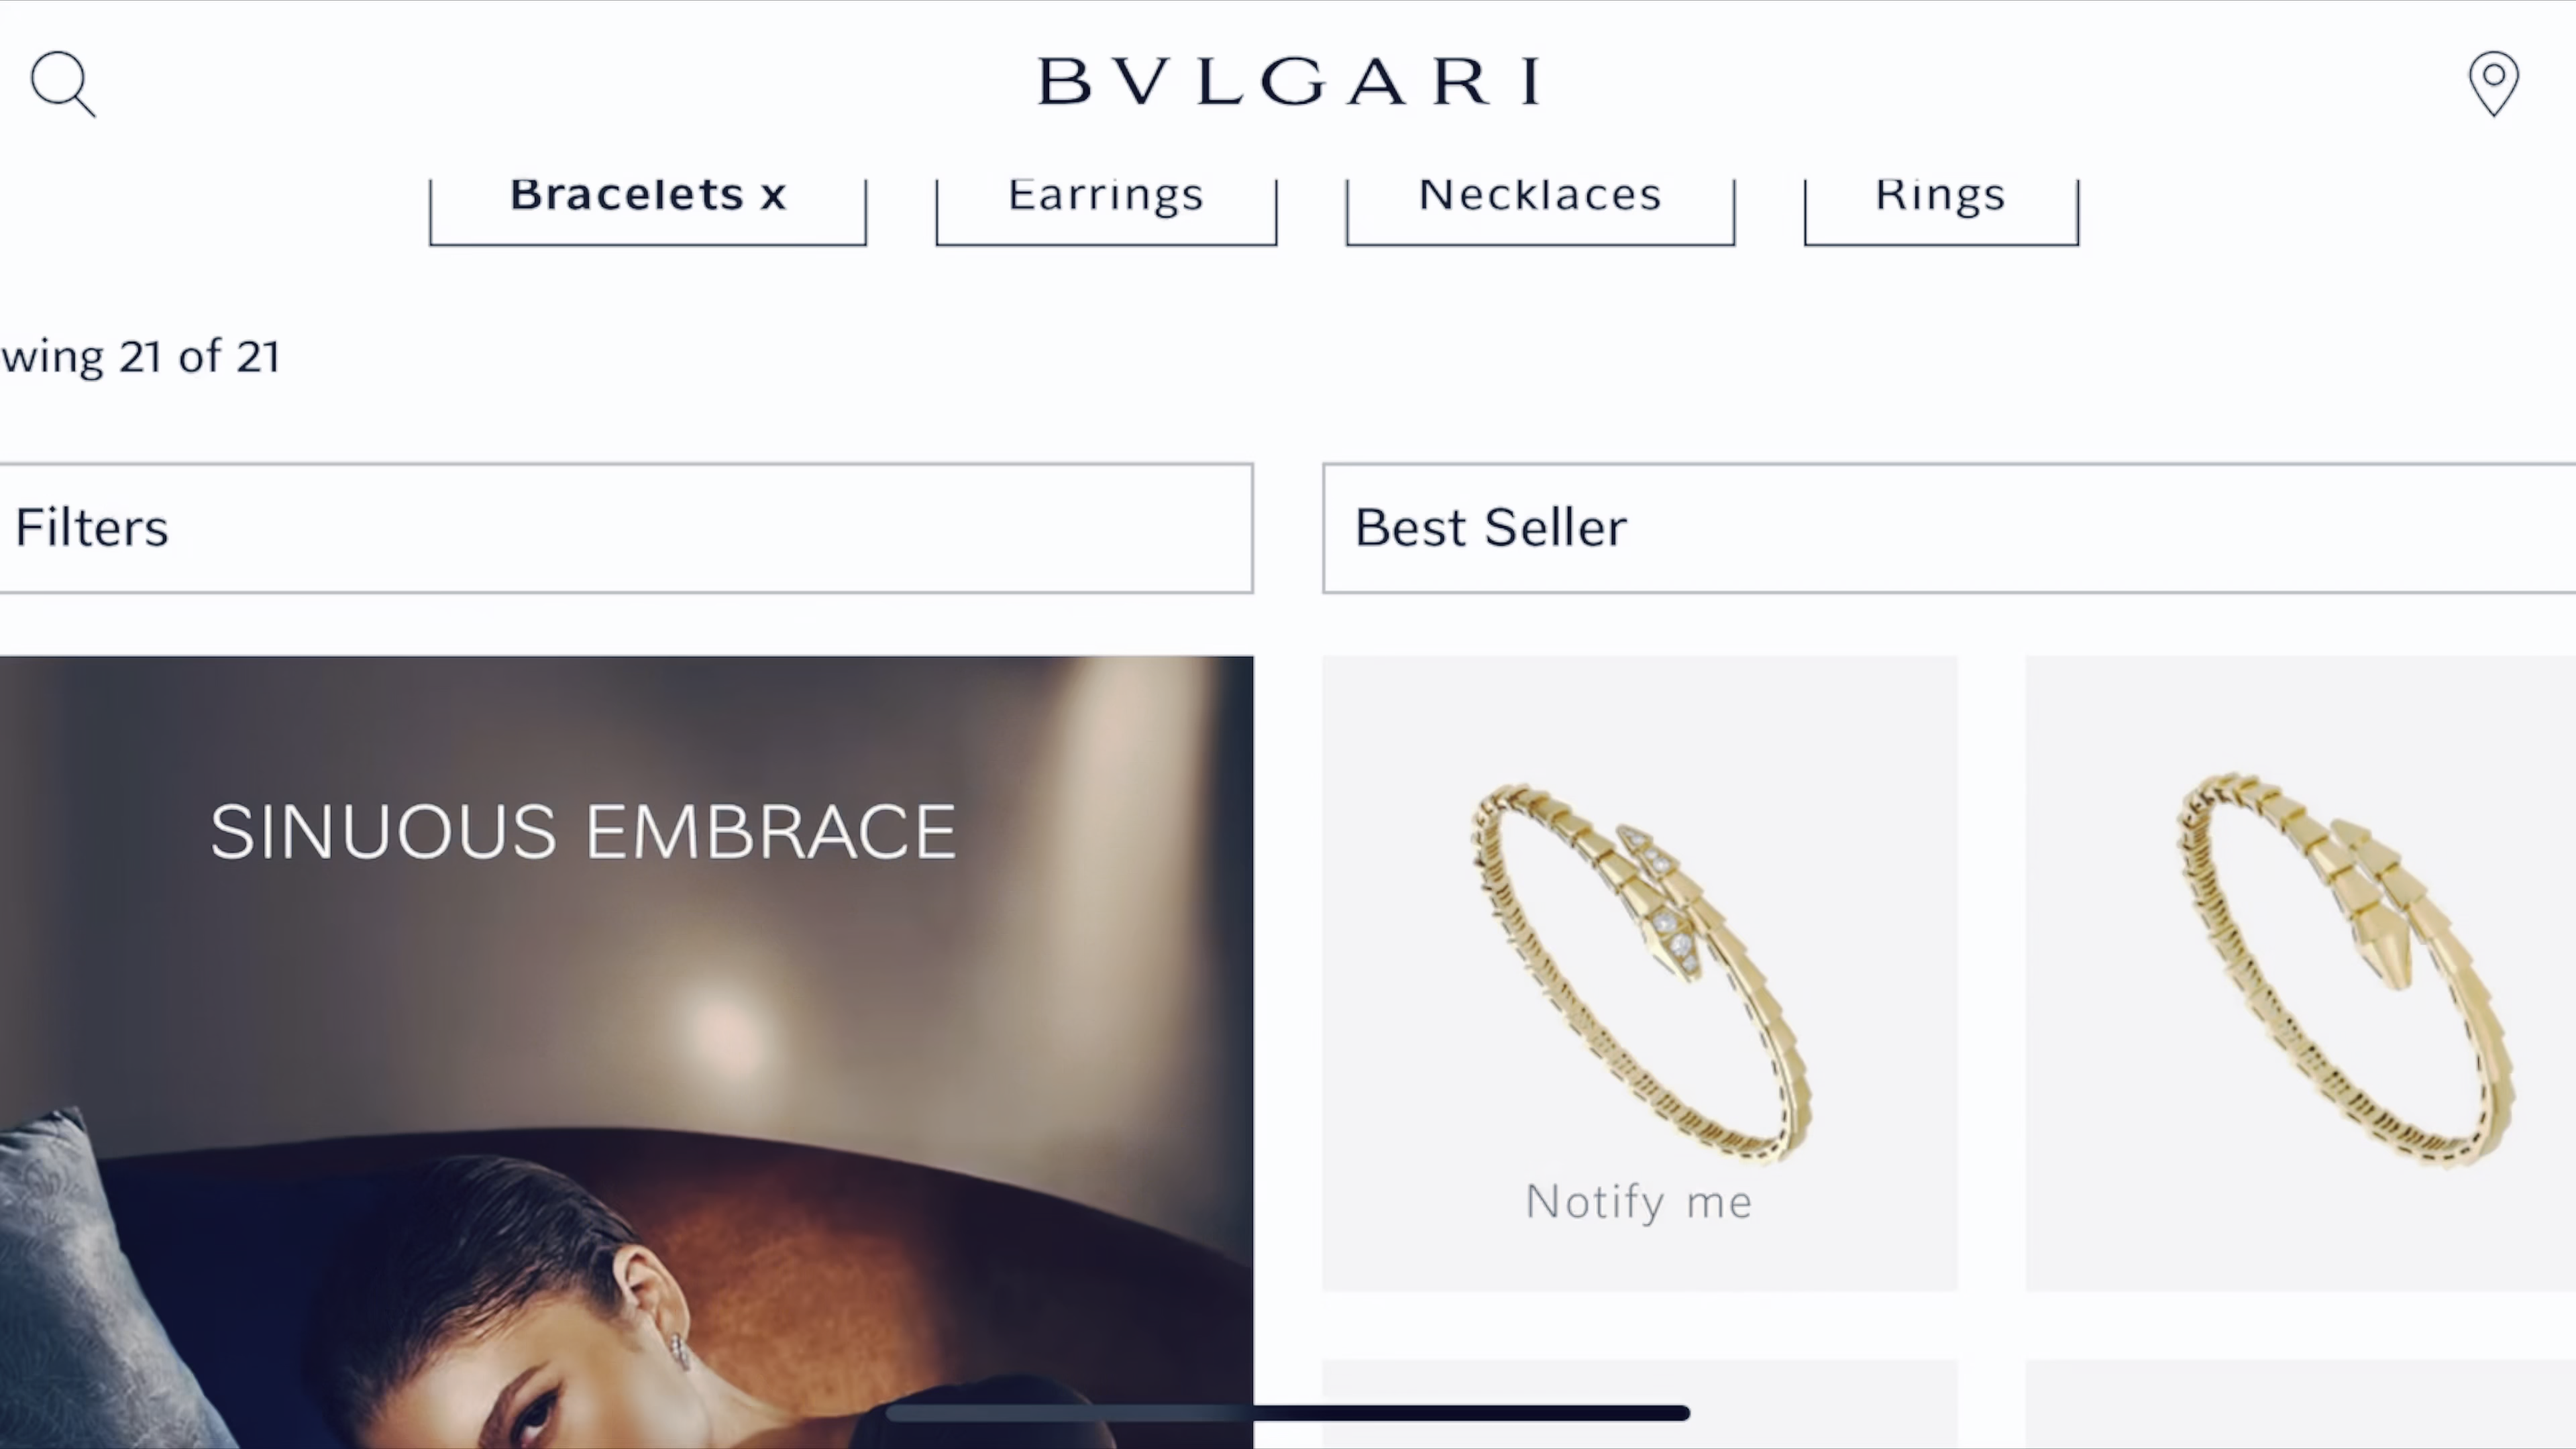 BVLGARI
Bracelets x
Earrings
Necklaces
Rings
wing 21 of 21
Filters
Best Seller
SINUOUS EMBRACE
Notify me